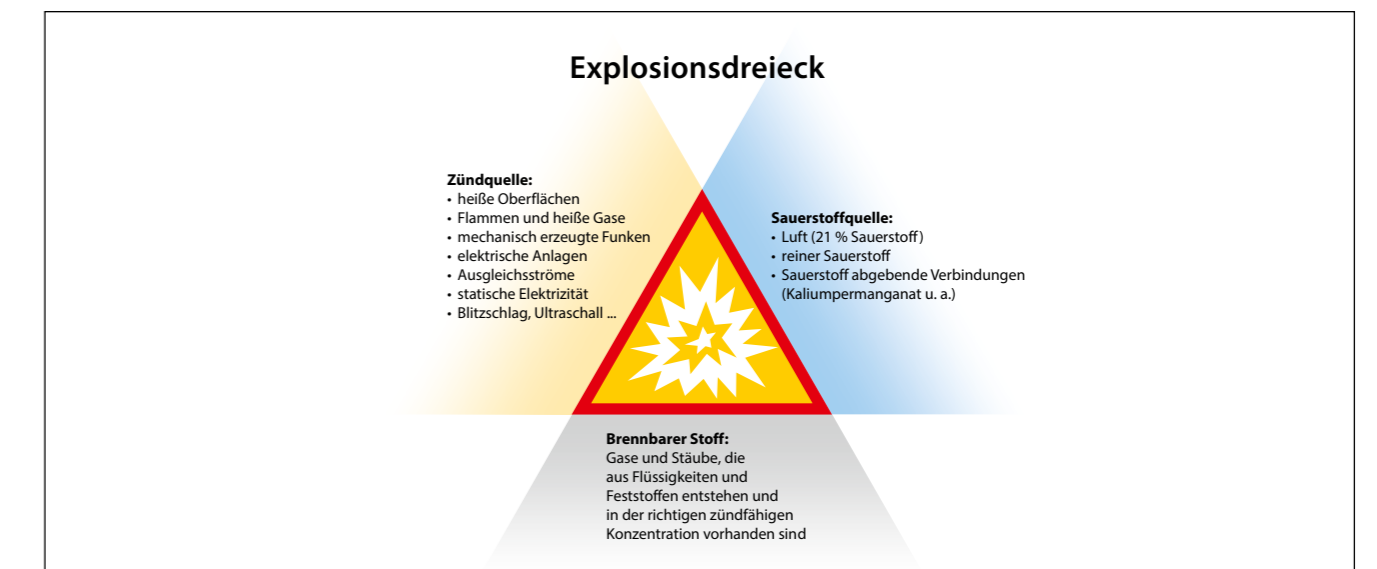 Explosionsdreieck
Zündquelle:
• heiße Oberflächen
• Flammen und heiße Gase
• mechanisch erzeugte Funken
• elektrische Anlagen
• Ausgleichsströme
• statische Elektrizität
• Blitzschlag, Ultraschall ...
Sauerstoffquelle:
• Luft (21 % Sauerstoff)
• reiner Sauerstoff
• Sauerstoff abgebende Verbindungen
(Kaliumpermanganat u. a.)
Brennbarer Stoff:
Gase und Stäube, die
aus Flüssigkeiten und
Feststoffen entstehen und
in der richtigen zündfähigen
Konzentration vorhanden sind